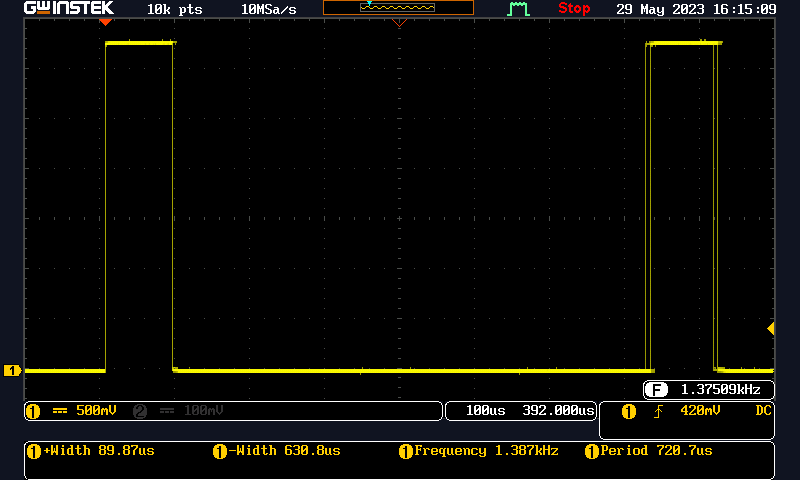 GWINSTEK 10k pts 10MSa/s Stop 29 May 2023 16:15:09
1
F 1.37509kHz
1 500mV 2 100mV 100us 392.000us 1 420mV DC
1 +Width 89.87us 1 -Width 630.8us 1 Frequency 1.387kHz 1 Period 720.7us